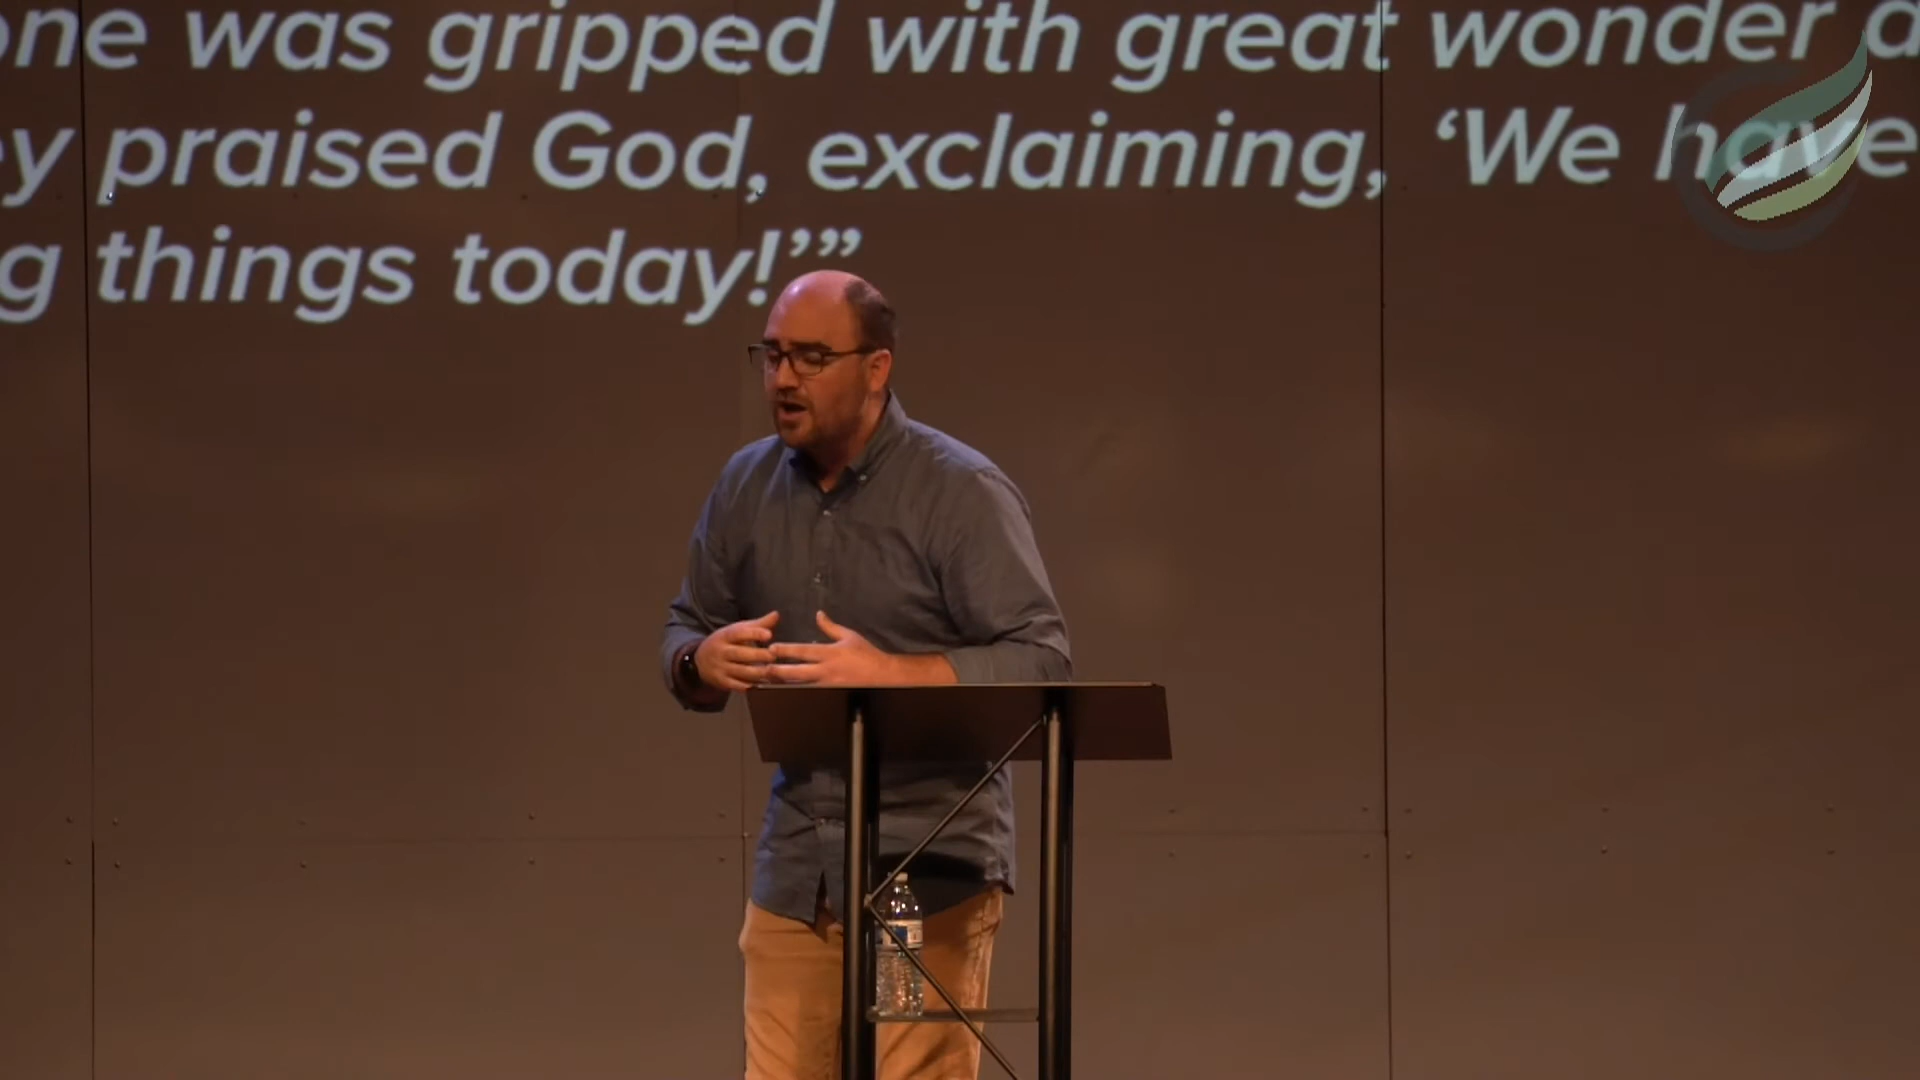 one was gripped with great wonder a
ey praised God, exclaiming, ‘We have
g things today!’”